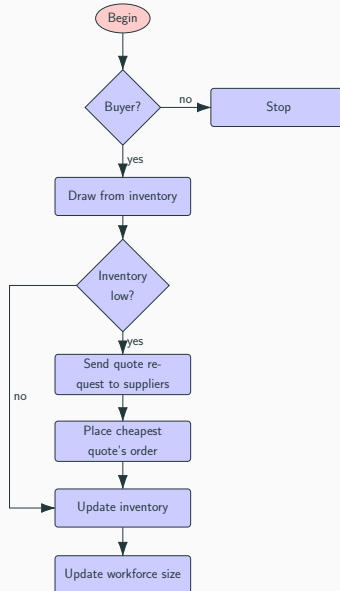 Begin
Buyer?
no
Stop
yes
Draw from inventory
Inventory
low?
yes
Send quote re-
quest to suppliers
no
Place cheapest
quote's order
Update inventory
Update workforce size